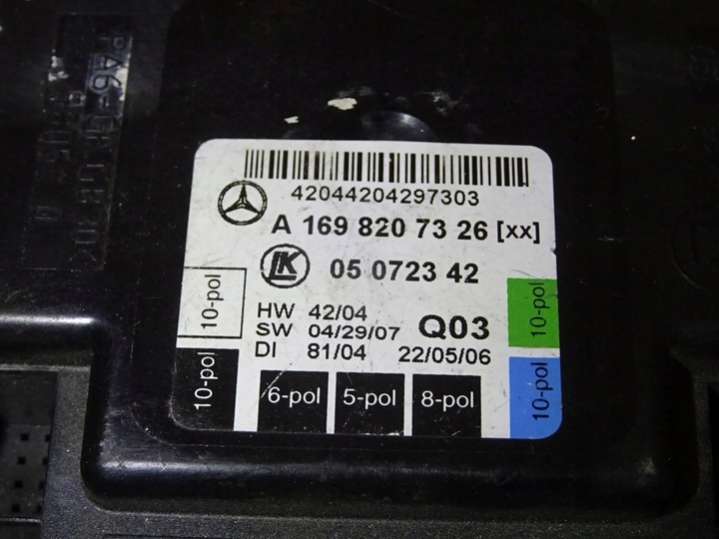 42044204297303
A 169 820 73 26 [xx]
LK 05 0723 42
HW 42/04
SW 04/29/07 Q03
DI 81/04 22/05/06
10-pol
10-pol
10-pol
10-pol
6-pol 5-pol 8-pol